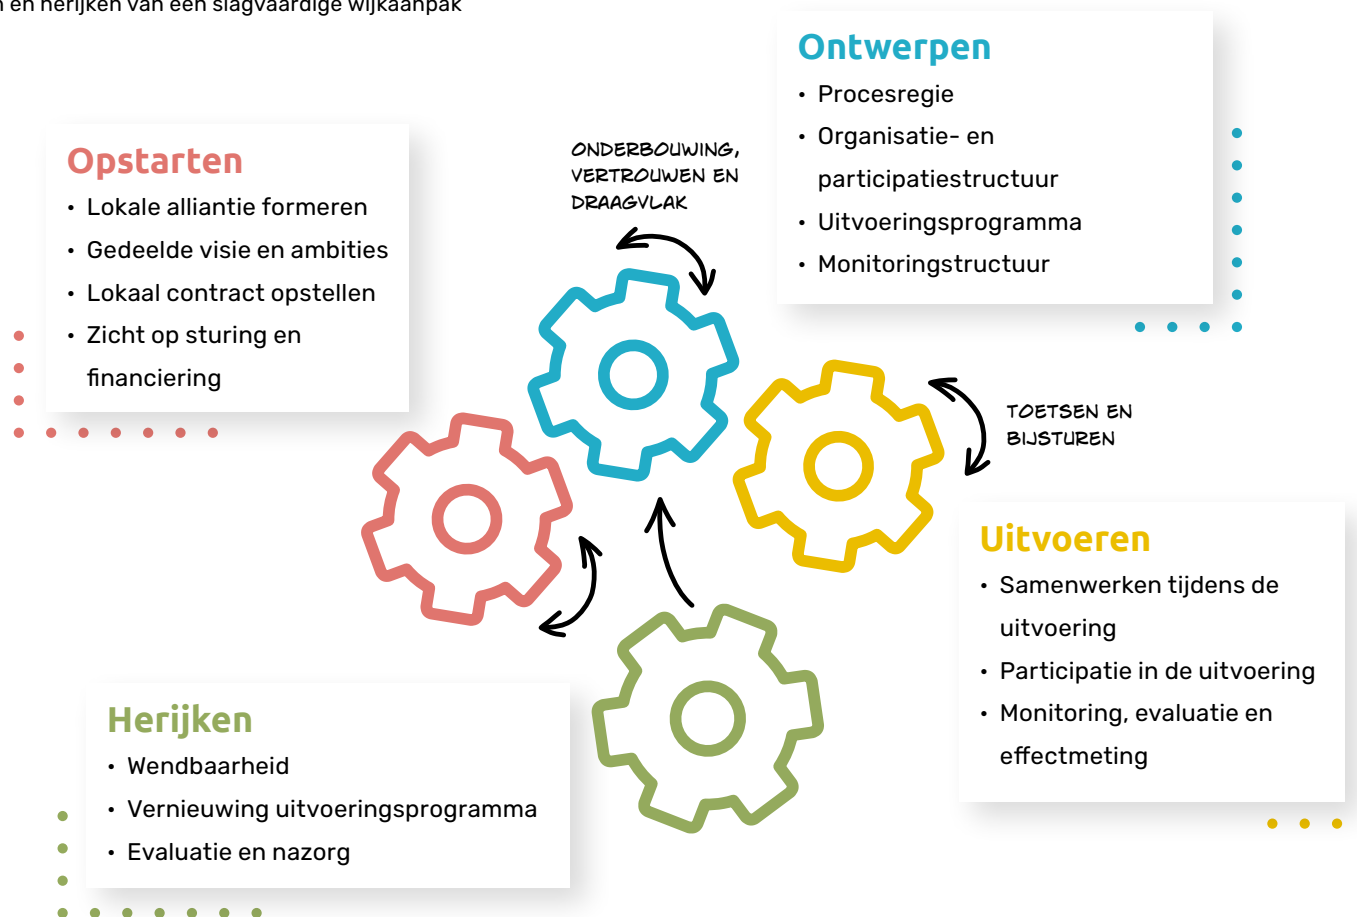 en herijken van een slagvaardige wijkaanpak
Opstarten
• Lokale alliantie formeren
• Gedeelde visie en ambities
• Lokaal contract opstellen
• Zicht op sturing en
financiering
ONDERBOUWING,
VERTROUWEN EN
DRAAGVLAK
Ontwerpen
• Procesregie
• Organisatie- en
participatiestructuur
• Uitvoeringsprogramma
• Monitoringstructuur
TOETSEN EN
BIJSTUREN
Uitvoeren
• Samenwerken tijdens de
uitvoering
• Participatie in de uitvoering
• Monitoring, evaluatie en
effectmeting
Herijken
• Wendbaarheid
• Vernieuwing uitvoeringsprogramma
• Evaluatie en nazorg